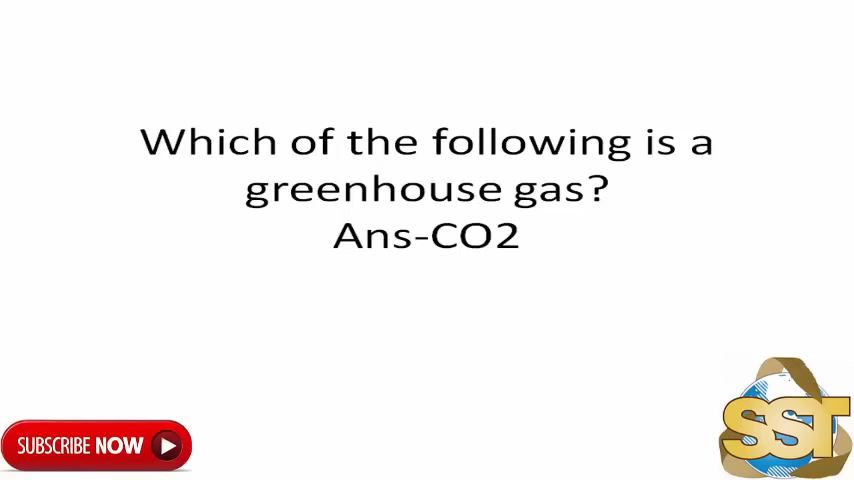 Which of the following is a
greenhouse gas?
Ans-CO2
SUBSCRIBE NOW
SST